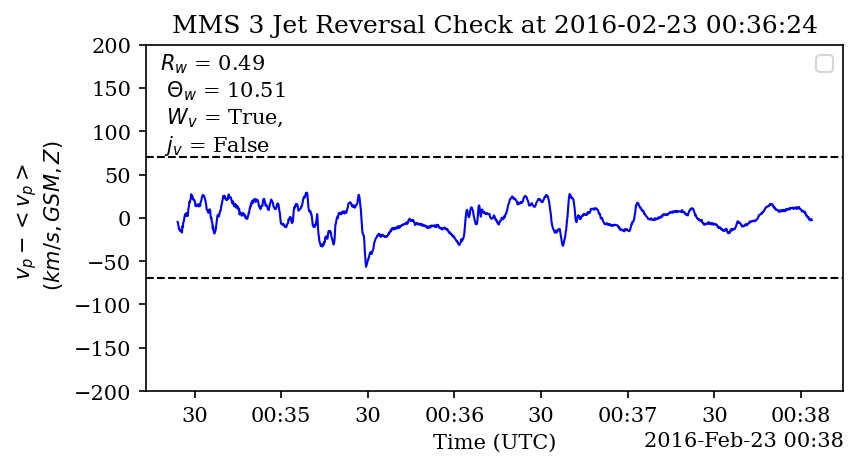 MMS 3 Jet Reversal Check at 2016-02-23 00:36:24
R_w = 0.49
Θ_w = 10.51
W_v = True,
j_v = False
v_p − < v_p >
(km/s, GSM, Z)
200
150
100
50
0
−50
−100
−150
−200
30 00:35 30 00:36 30 00:37 30 00:38
Time (UTC)
2016-Feb-23 00:38